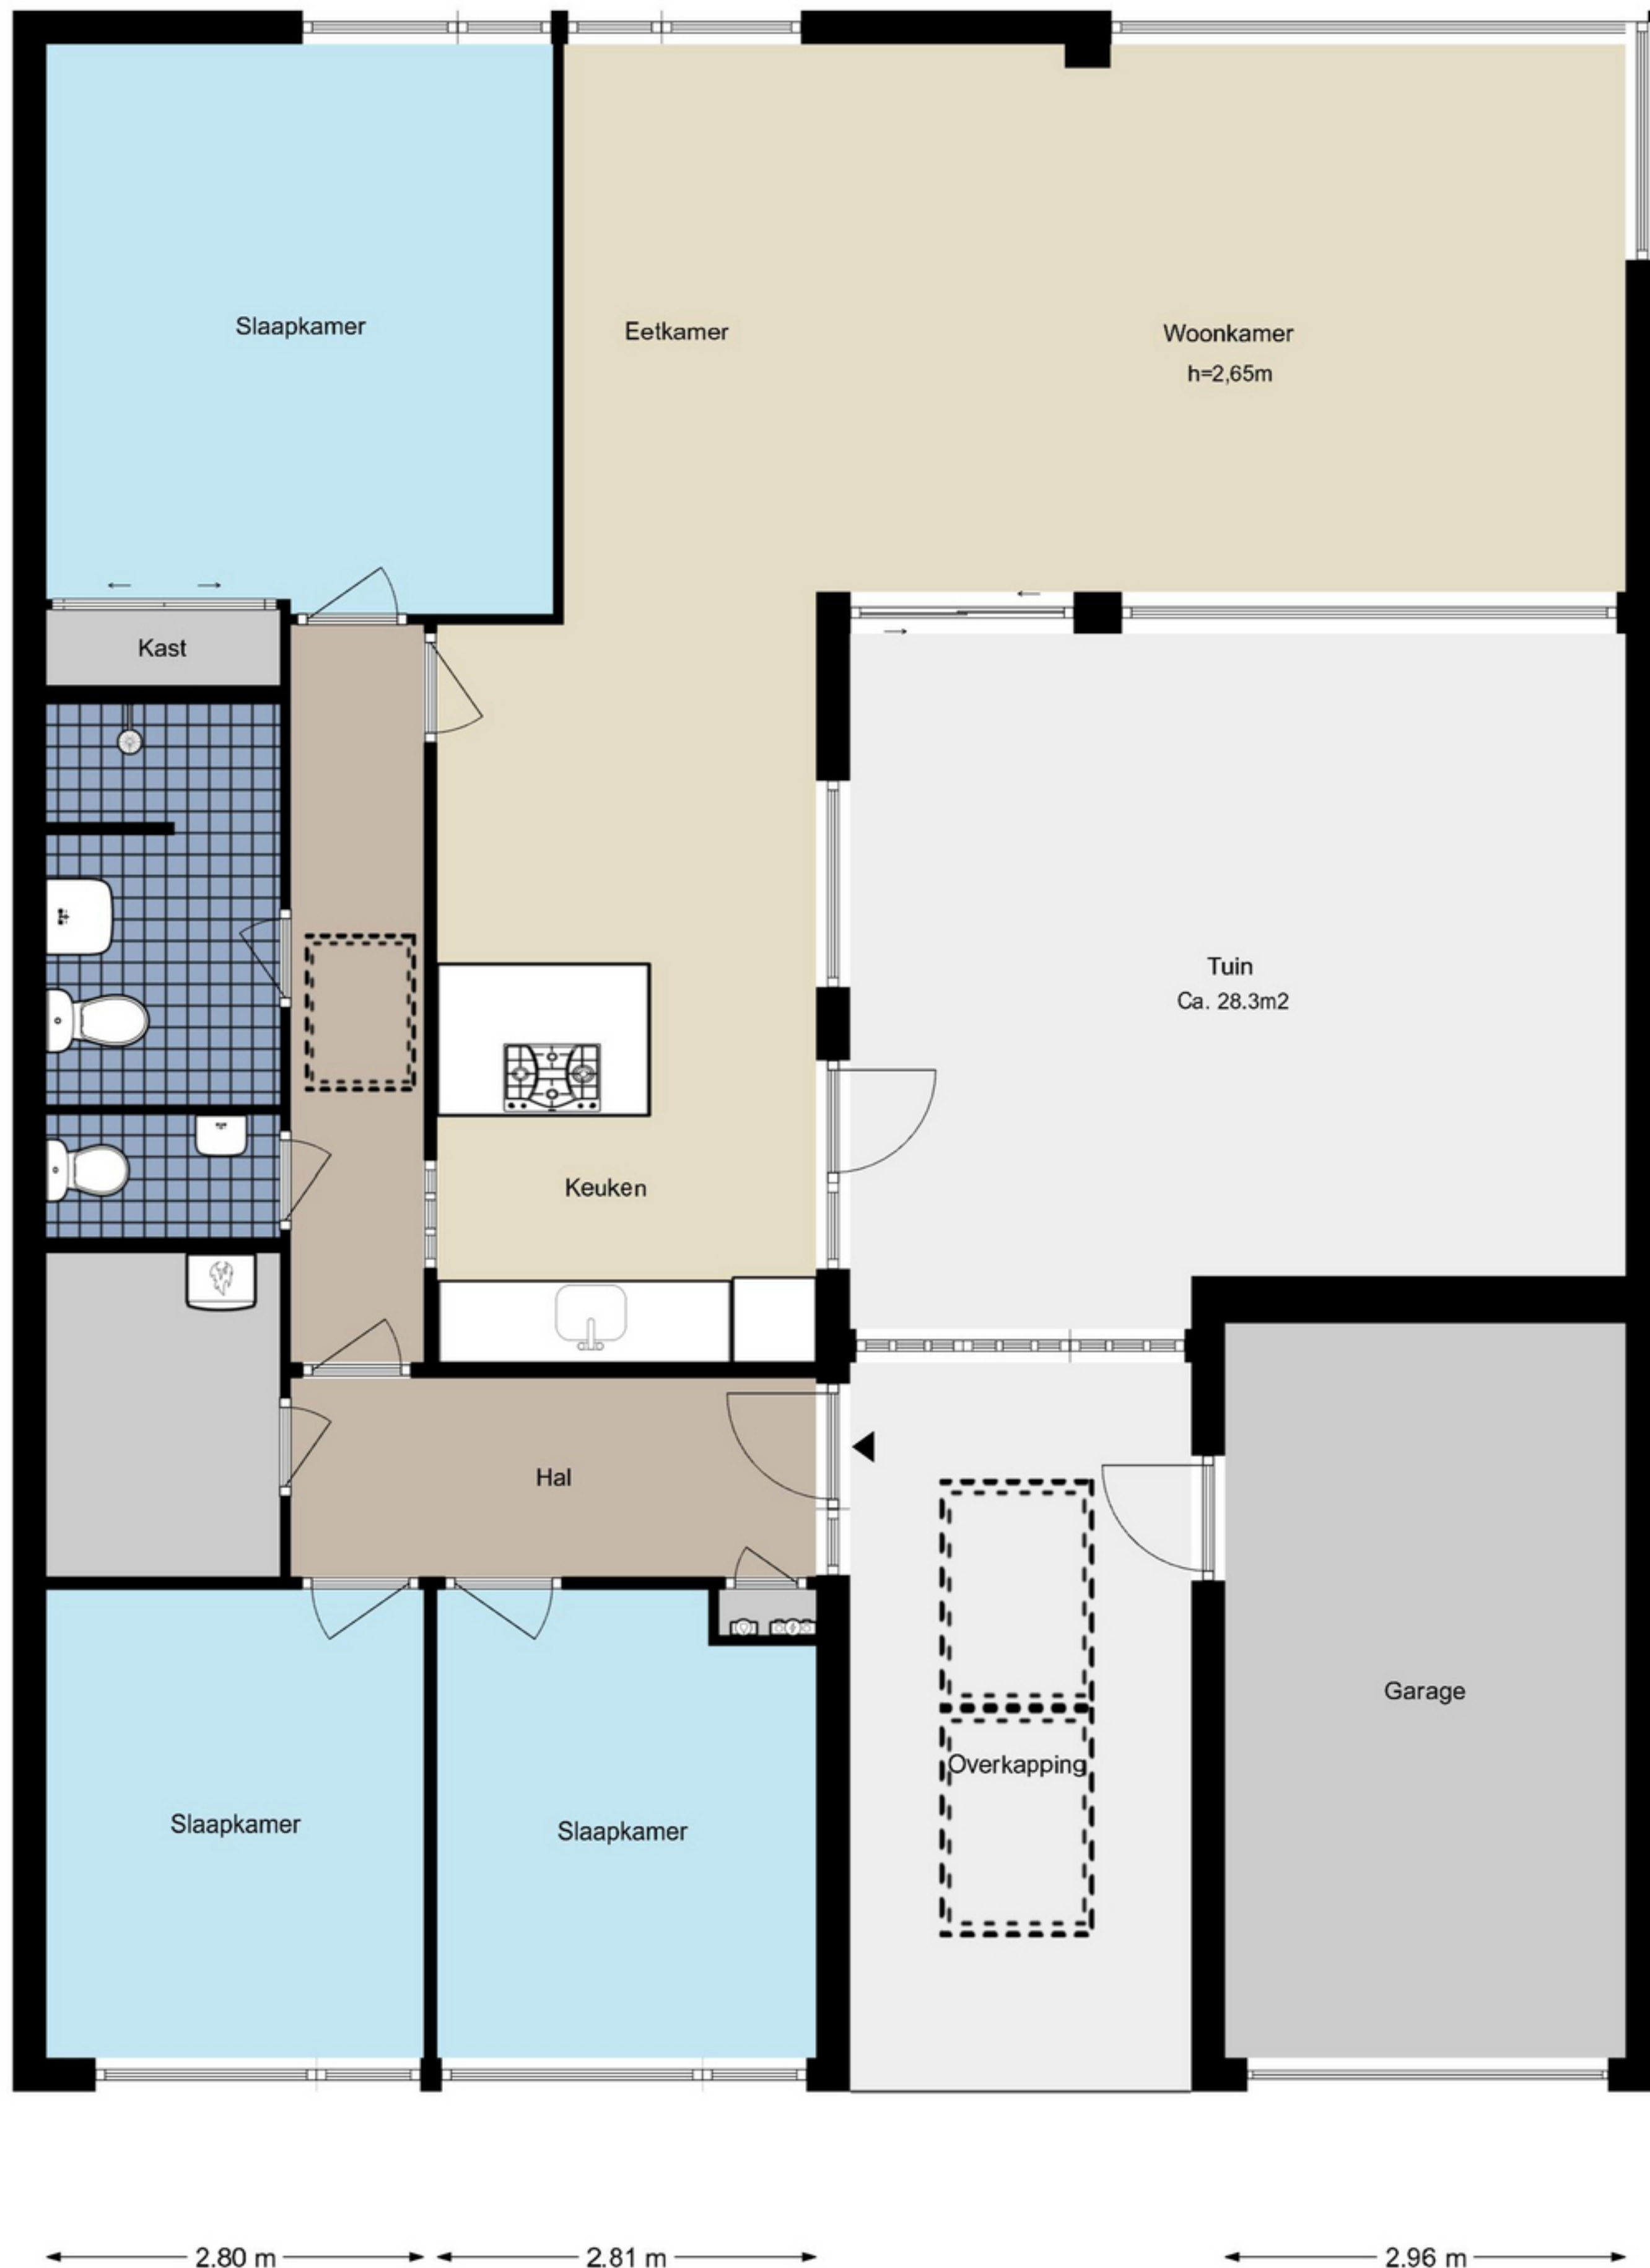 Slaapkamer
Eetkamer
Woonkamer
h=2,65m
Kast
Tuin
Ca. 28.3m2
Keuken
Hal
Garage
Overkapping
Slaapkamer
Slaapkamer
2.80 m
2.81 m
2.96 m